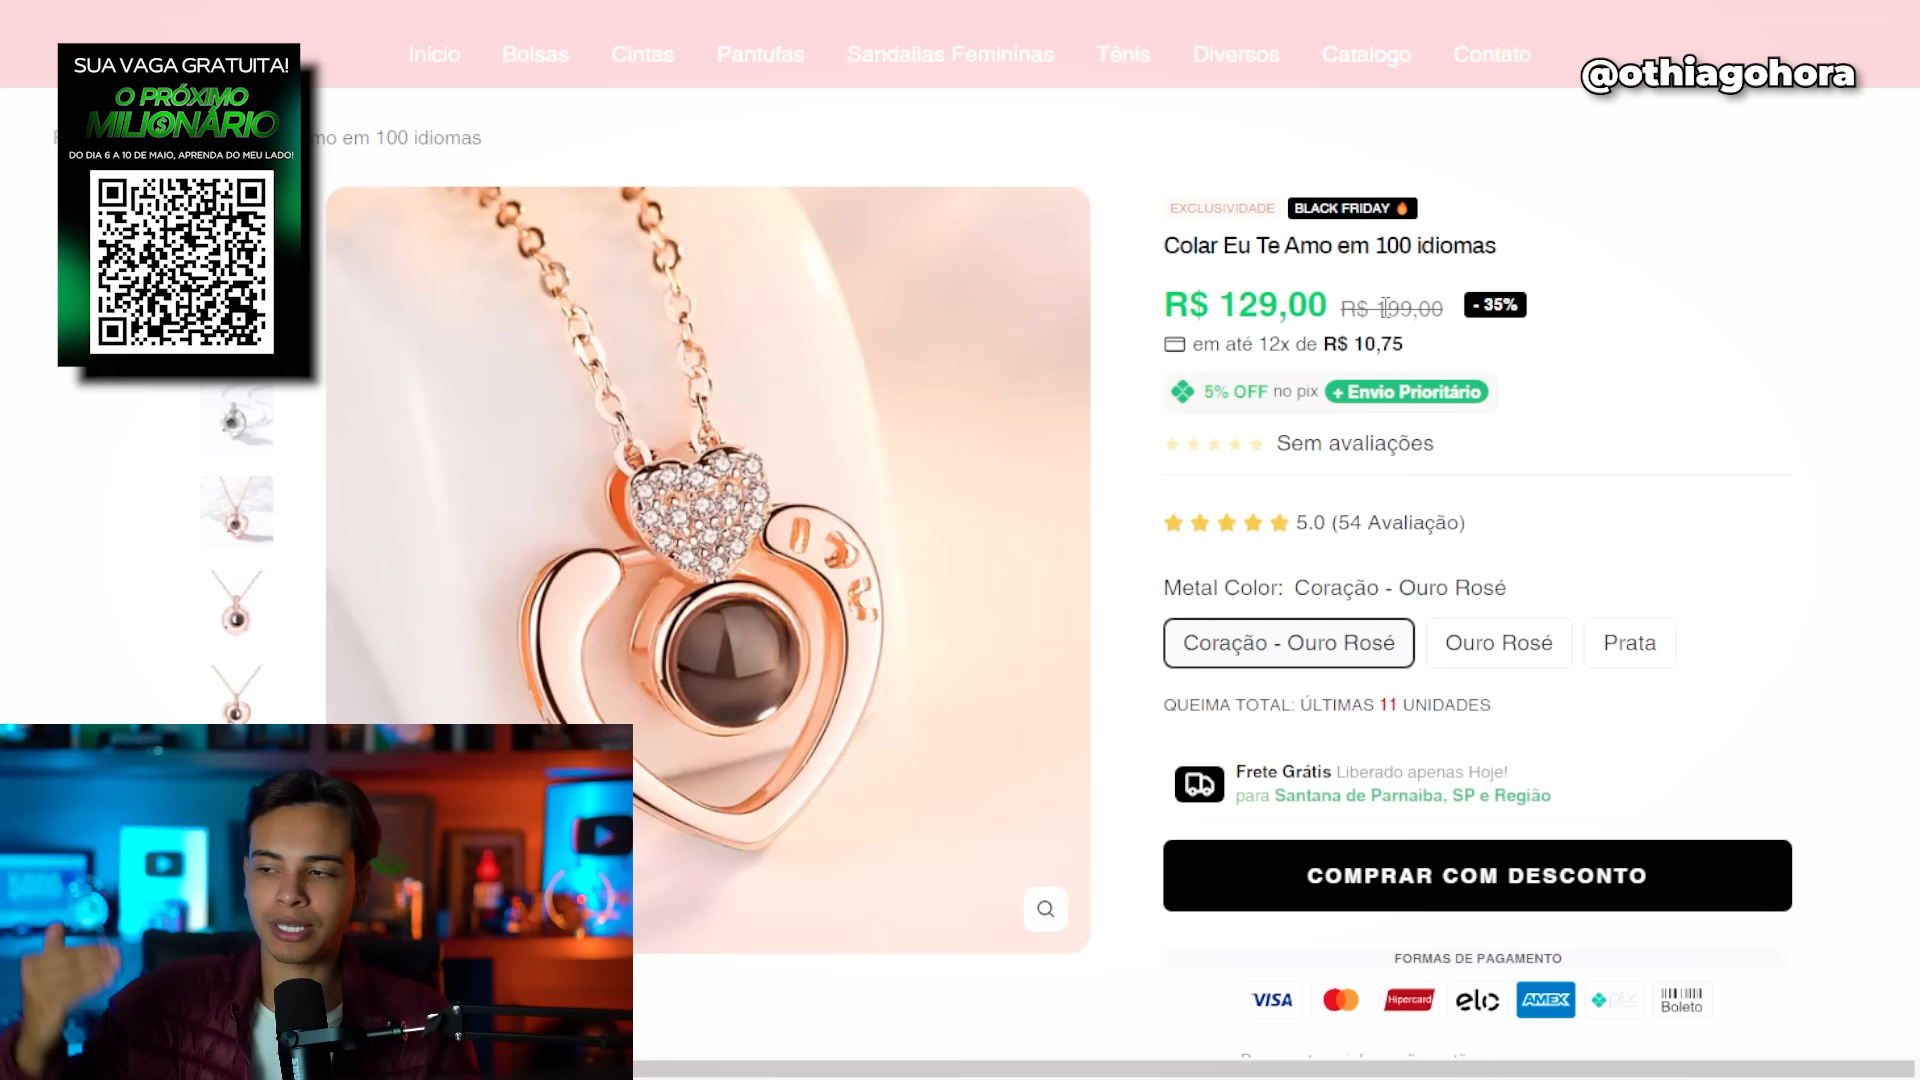 Inicio Bolsas Cintas Pantufas Sandalias Femininas Tênis Diversos Catalogo Contato
@othiagohora
SUA VAGA GRATUITA!
O PRÓXIMO
MILIONÁRIO
DO DIA 6 A 10 DE MAIO, APRENDA DO MEU LADO!
mo em 100 idiomas
EXCLUSIVIDADE BLACK FRIDAY
Colar Eu Te Amo em 100 idiomas
R$ 129,00 R$ 199,00 - 35%
em até 12x de R$ 10,75
5% OFF no pix + Envio Prioritário
Sem avaliações
5.0 (54 Avaliação)
I U
Metal Color: Coração - Ouro Rosé
Coração - Ouro Rosé Ouro Rosé Prata
QUEIMA TOTAL: ÚLTIMAS 11 UNIDADES
Frete Grátis Liberado apenas Hoje!
para Santana de Parnaiba, SP e Região
COMPRAR COM DESCONTO
FORMAS DE PAGAMENTO
VISA Hipercard elo AMEX pix Boleto